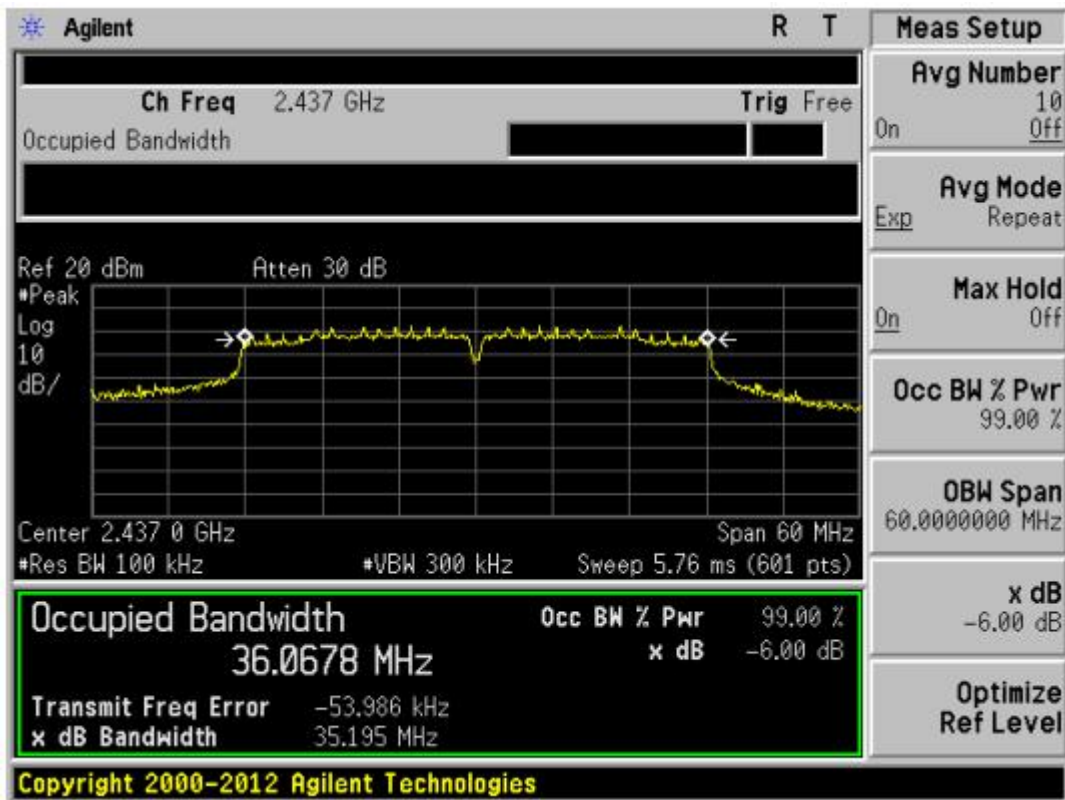 Agilent R T
Ch Freq 2.437 GHz Trig Free
Occupied Bandwidth
Ref 20 dBm Atten 30 dB
#Peak
Log
10
dB/
Center 2.437 0 GHz Span 60 MHz
#Res BW 100 kHz #VBW 300 kHz Sweep 5.76 ms (601 pts)
Occupied Bandwidth Occ BW % Pwr 99.00 %
36.0678 MHz x dB -6.00 dB
Transmit Freq Error -53.986 kHz
x dB Bandwidth 35.195 MHz
Copyright 2000-2012 Agilent Technologies
Meas Setup
Avg Number
10
On Off
Avg Mode
Exp Repeat
Max Hold
On Off
Occ BW % Pwr
99.00 %
OBW Span
60.0000000 MHz
x dB
-6.00 dB
Optimize
Ref Level